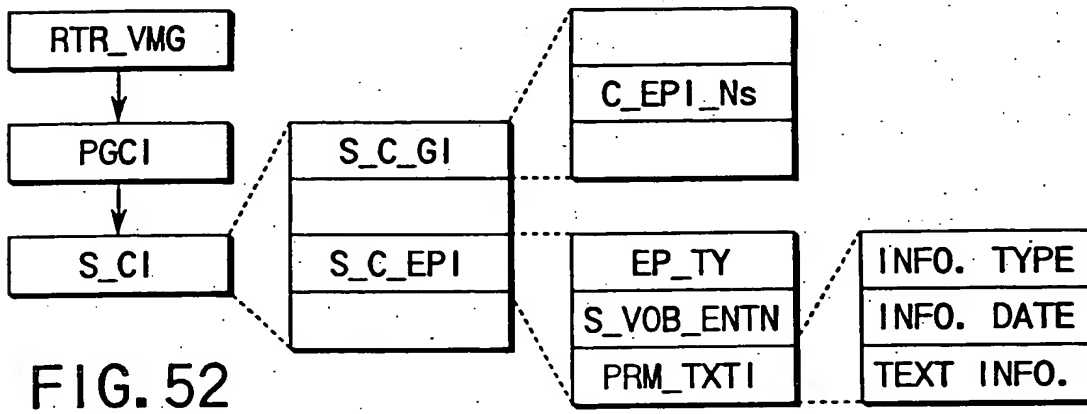 RTR_VMG
PGCI
S_CI
S_C_GI
S_C_EPI
C_EPI_Ns
EP_TY
S_VOB_ENTN
PRM_TXTI
INFO. TYPE
INFO. DATE
TEXT INFO.
FIG. 52